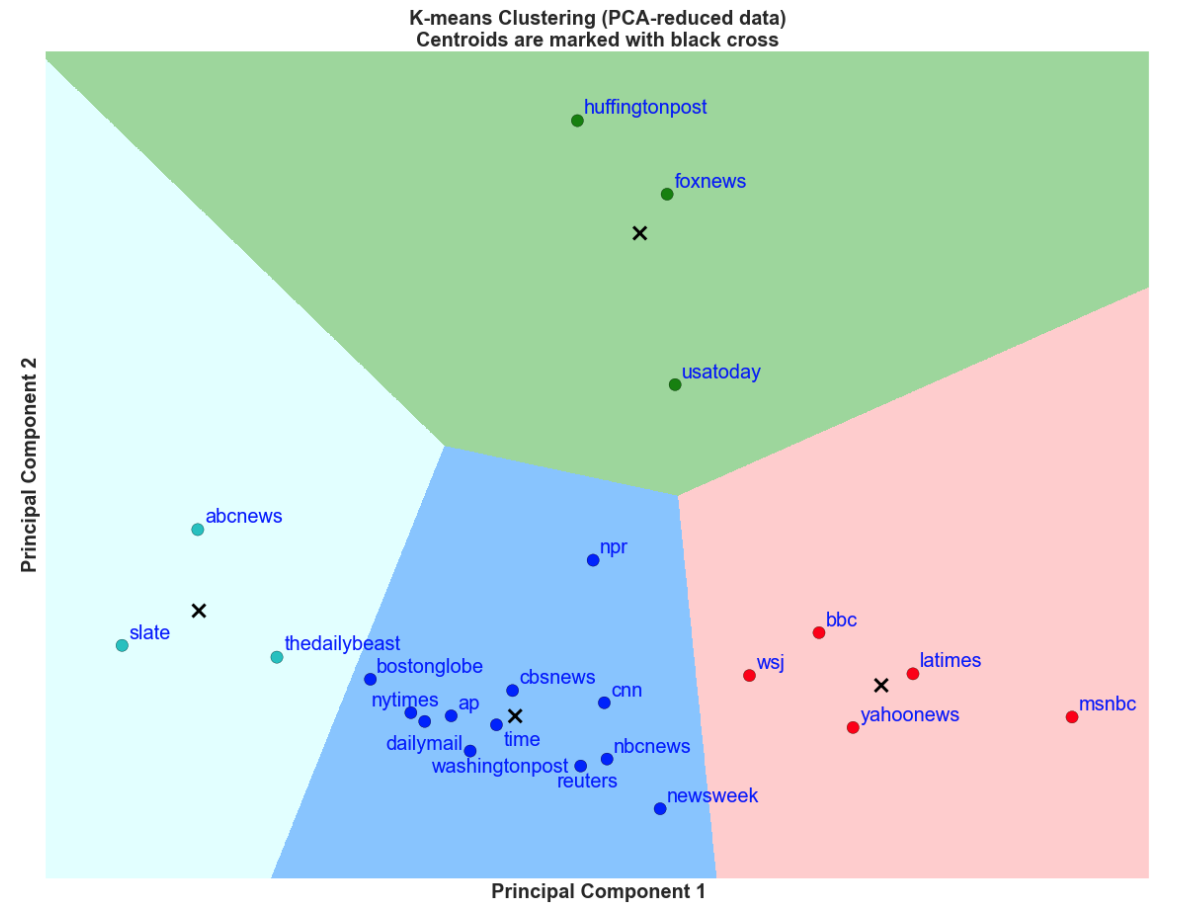 K-means Clustering (PCA-reduced data)
Centroids are marked with black cross
huffingtonpost
foxnews
usatoday
abcnews
npr
slate
thedailybeast
bbc
bostonglobe
wsj
latimes
cbsnews
nytimes
ap
cnn
msnbc
yahoonews
dailymail
time
nbcnews
washingtonpost
reuters
newsweek
Principal Component 2
Principal Component 1